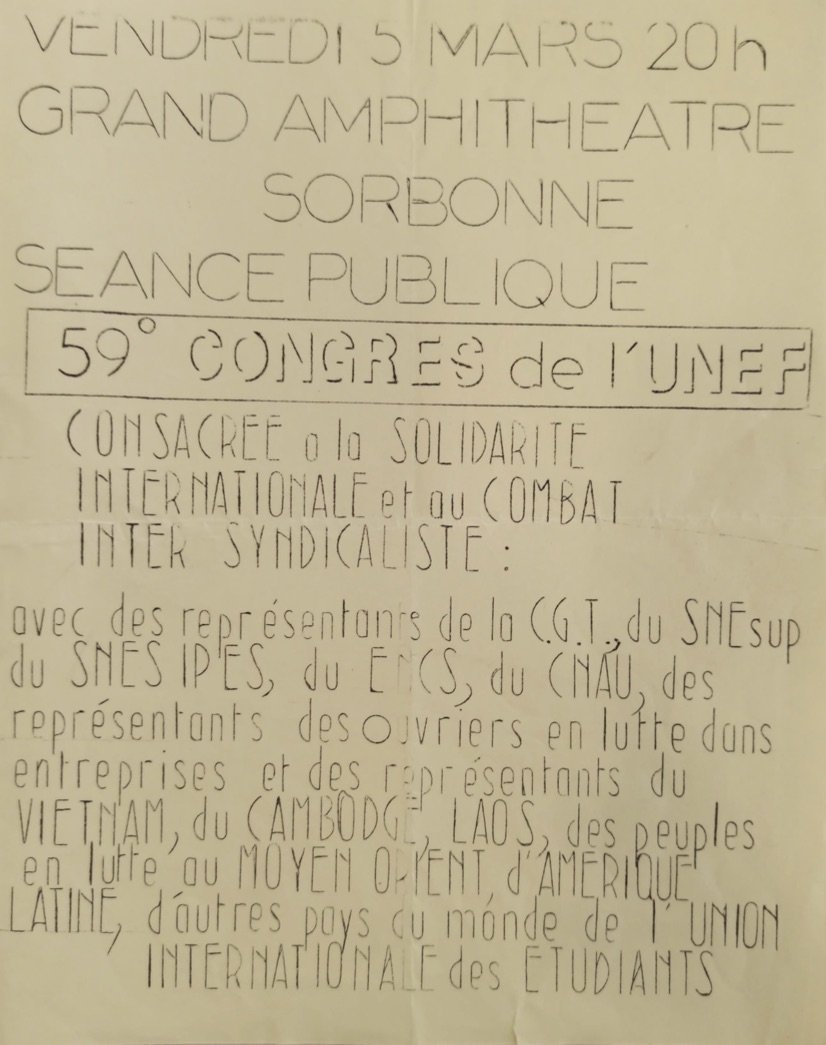 VENDREDI 5 MARS 20h
GRAND AMPHITHEATRE
SORBONNE
SEANCE PUBLIQUE
59° CONGRES de l'UNEF
CONSACREE a la SOLIDARITE
INTERNATIONALE et au COMBAT
INTER SYNDICALISTE :
avec des représentants de la C.G.T., du SNEsup
du SNES IPES, du , du CNAU, des
représentants des ouvriers en lutte dans
entreprises et des représentants du
VIETNAM, du CAMBODGE, LAOS, des peuples
en lutte au MOYEN ORIENT, d'AMERIQUE
LATINE, d'autres pays du monde de l'UNION
INTERNATIONALE des ETUDIANTS